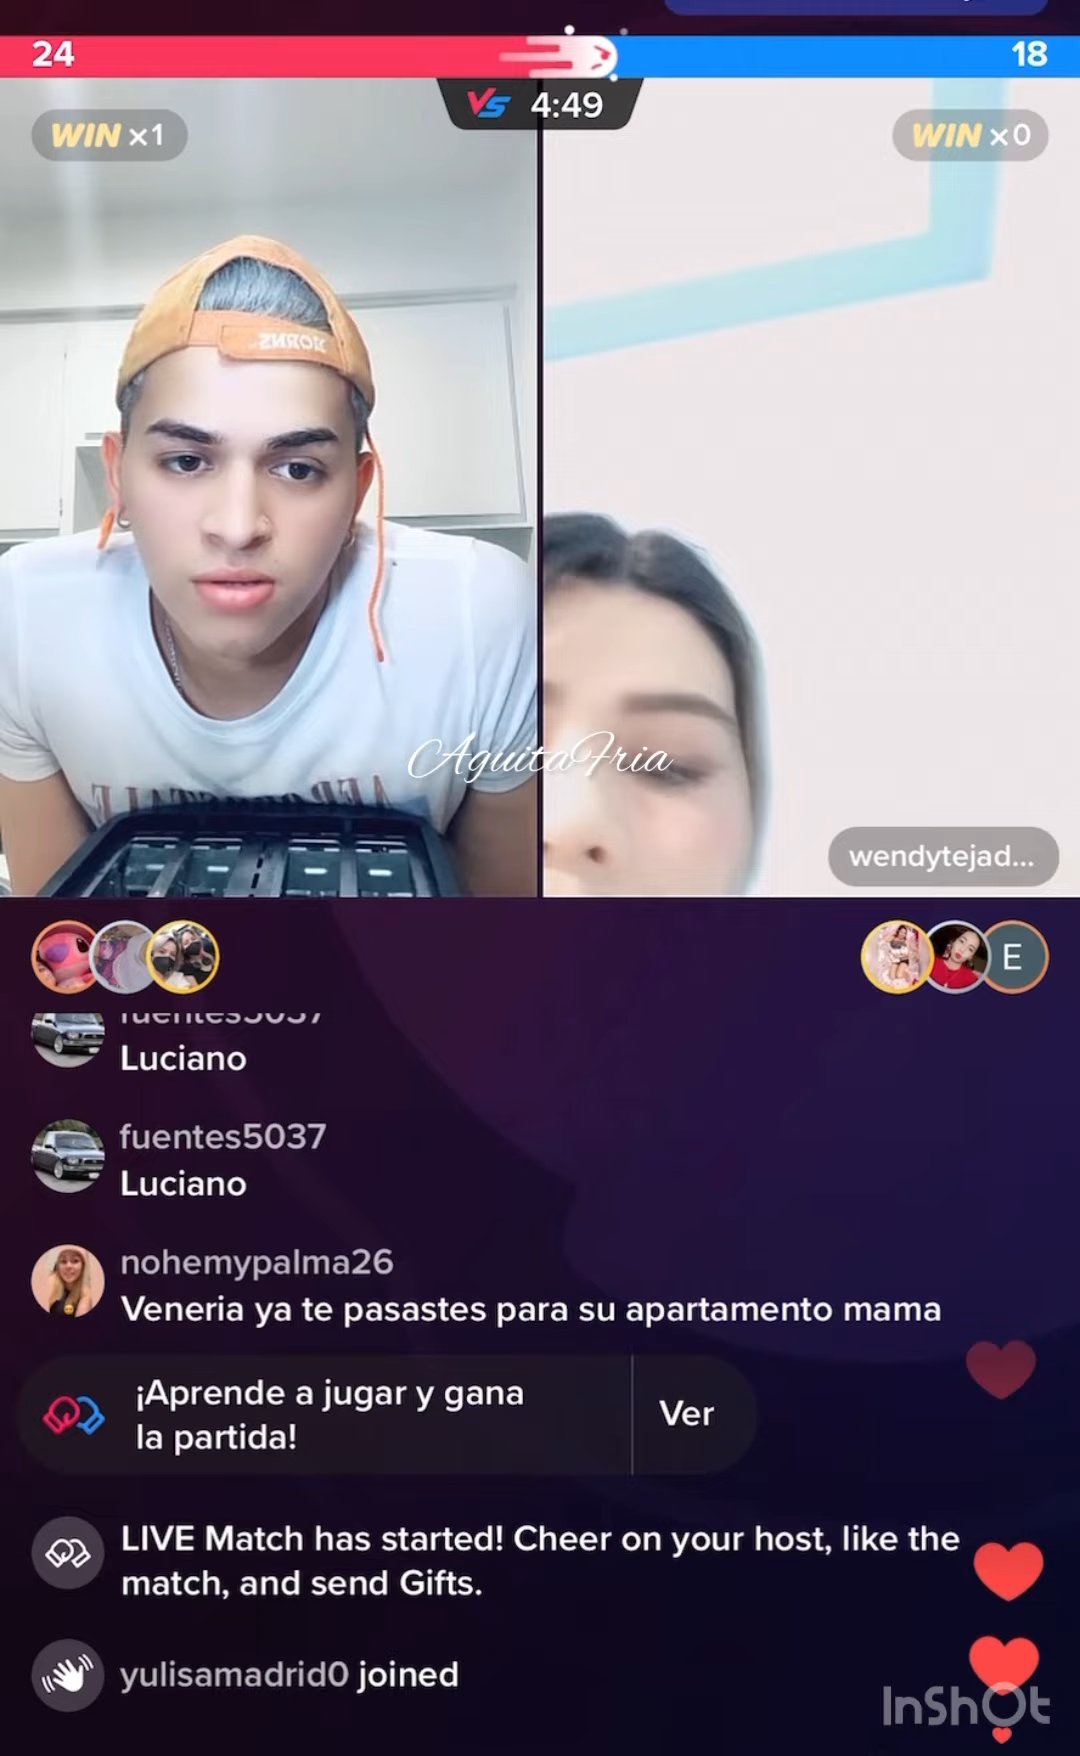 24
18
VS 4:49
WIN x1
WIN x0
AguitaFria
wendytejad...
E
fuentes5037
Luciano
fuentes5037
Luciano
nohemypalma26
Veneria ya te pasastes para su apartamento mama
¡Aprende a jugar y gana
la partida!
Ver
LIVE Match has started! Cheer on your host, like the
match, and send Gifts.
yulisamadrid0 joined
InShOt